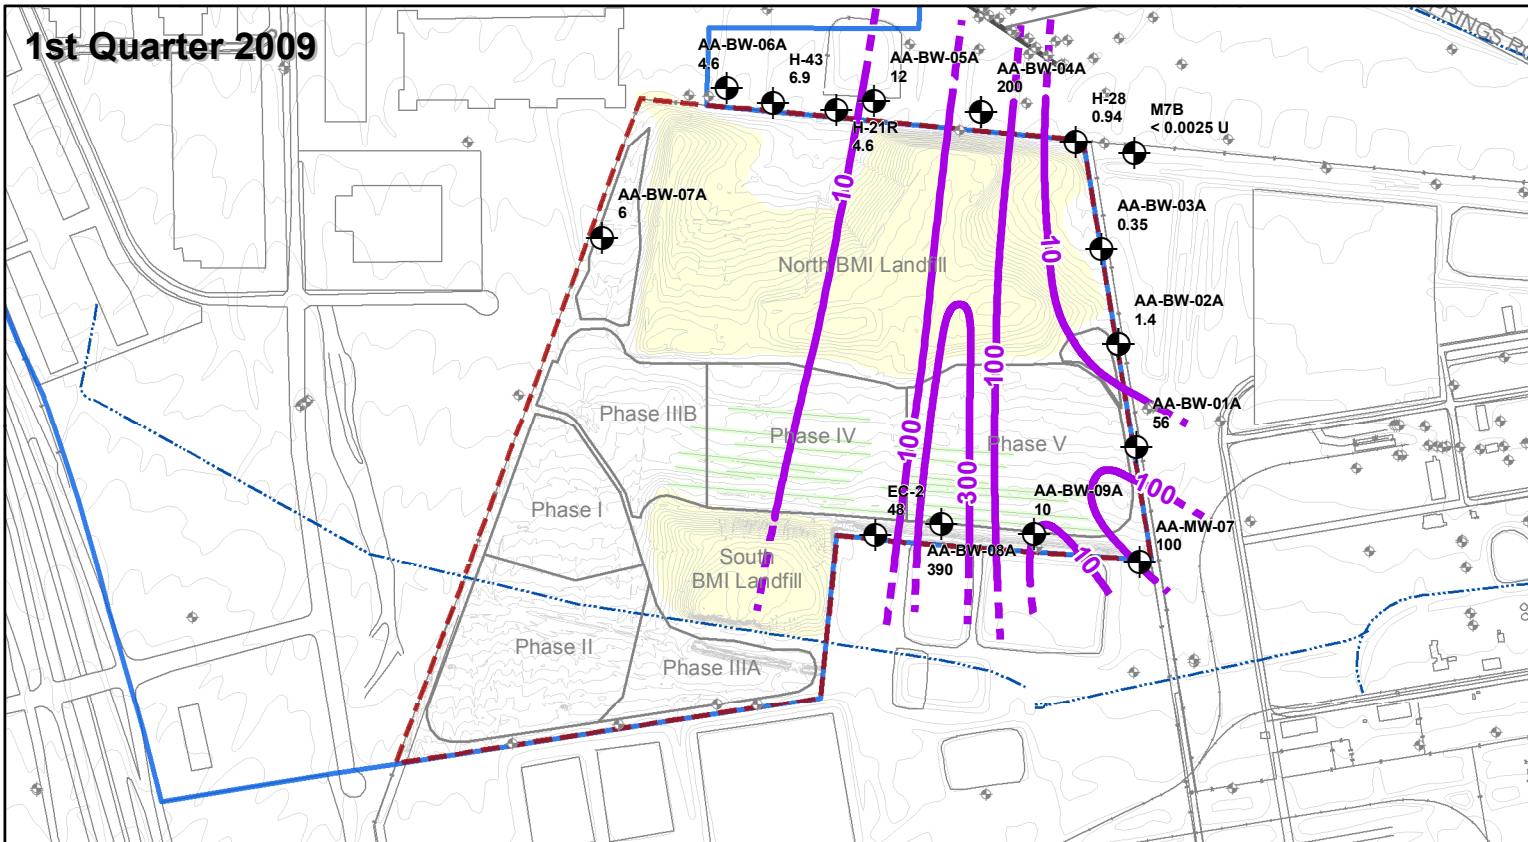 1st Quarter 2009
AA-BW-06A
4.6
H-43
6.9
AA-BW-05A
12
AA-BW-04A
200
H-21R
4.6
H-28
0.94
M7B
< 0.0025 U
AA-BW-07A
6
AA-BW-03A
0.35
10
10
North BMI Landfill
AA-BW-02A
1.4
100
Phase IIIB
Phase IV
Phase V
AA-BW-01A
56
100
300
100
EC-2
48
AA-BW-09A
10
Phase I
AA-MW-07
100
AA-BW-08A
390
10
South
BMI Landfill
Phase II
Phase IIIA